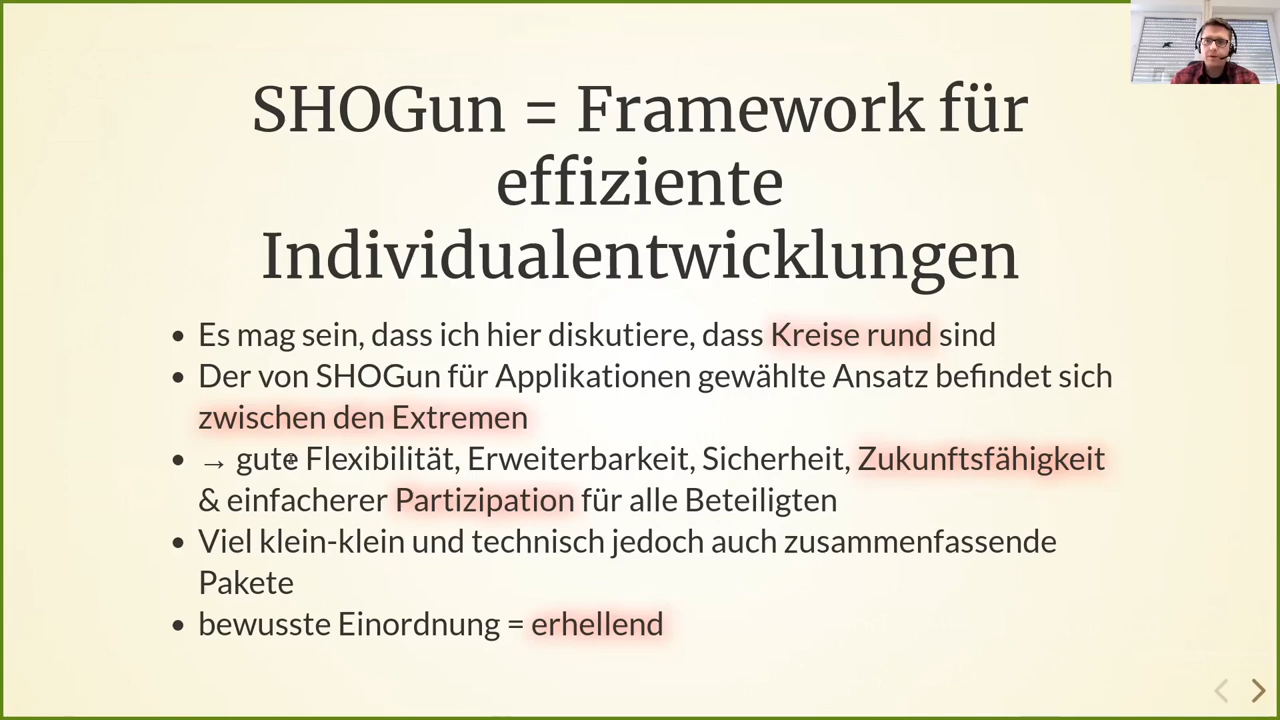 SHOGun = Framework für
effiziente
Individualentwicklungen
• Es mag sein, dass ich hier diskutiere, dass Kreise rund sind
• Der von SHOGun für Applikationen gewählte Ansatz befindet sich
zwischen den Extremen
• → gute Flexibilität, Erweiterbarkeit, Sicherheit, Zukunftsfähigkeit
& einfacherer Partizipation für alle Beteiligten
• Viel klein-klein und technisch jedoch auch zusammenfassende
Pakete
• bewusste Einordnung = erhellend